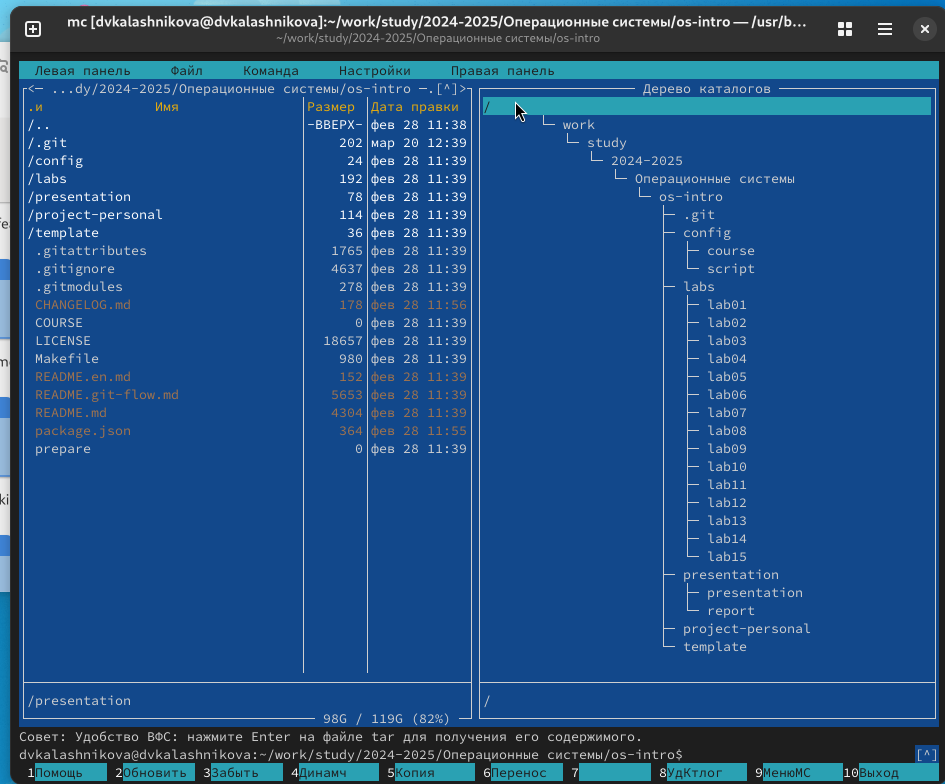 mc [dvkalashnikova@dvkalashnikova]:~/work/study/2024-2025/Операционные системы/os-intro — /usr/b…
~/work/study/2024-2025/Операционные системы/os-intro
Левая панель Файл Команда Настройки Правая панель
<— ...dy/2024-2025/Операционные системы/os-intro —.[^]>
.и Имя Размер Дата правки
/.. -ВВЕРХ- фев 28 11:38
/.git 202 мар 20 12:39
/config 24 фев 28 11:39
/labs 192 фев 28 11:39
/presentation 78 фев 28 11:39
/project-personal 114 фев 28 11:39
/template 36 фев 28 11:39
.gitattributes 1765 фев 28 11:39
.gitignore 4637 фев 28 11:39
.gitmodules 278 фев 28 11:39
CHANGELOG.md 178 фев 28 11:56
COURSE 0 фев 28 11:39
LICENSE 18657 фев 28 11:39
Makefile 980 фев 28 11:39
README.en.md 152 фев 28 11:39
README.git-flow.md 5653 фев 28 11:39
README.md 4304 фев 28 11:39
package.json 364 фев 28 11:55
prepare 0 фев 28 11:39
/presentation
98G / 119G (82%)
Дерево каталогов
/
work
study
2024-2025
Операционные системы
os-intro
.git
config
course
script
labs
lab01
lab02
lab03
lab04
lab05
lab06
lab07
lab08
lab09
lab10
lab11
lab12
lab13
lab14
lab15
presentation
presentation
report
project-personal
template
/
Совет: Удобство ВФС: нажмите Enter на файле tar для получения его содержимого.
dvkalashnikova@dvkalashnikova:~/work/study/2024-2025/Операционные системы/os-intro$ [^]
1Помощь 2Обновить 3Забыть 4Динамч 5Копия 6Перенос 7 8УдКтлог 9МенюМС 10Выход